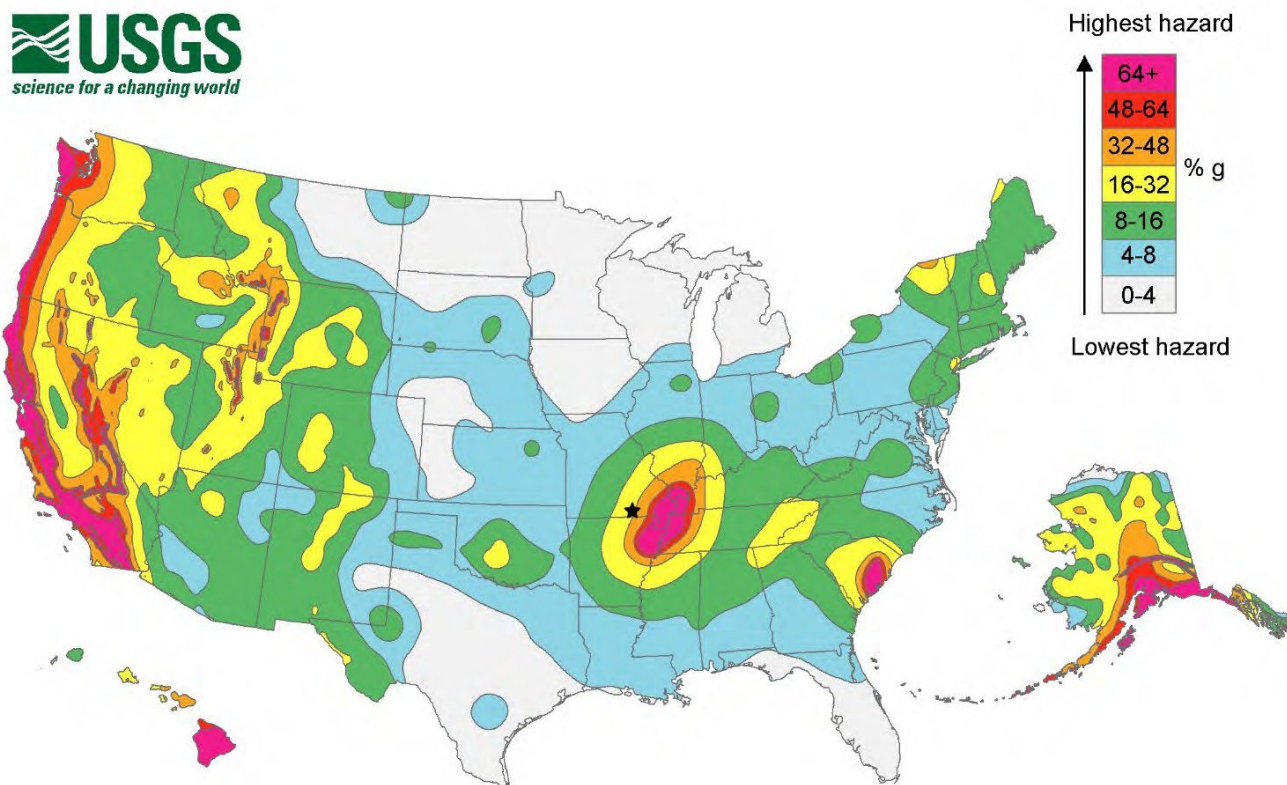 USGS
science for a changing world
Highest hazard
64+
48-64
32-48
16-32
8-16
4-8
0-4
% g
Lowest hazard